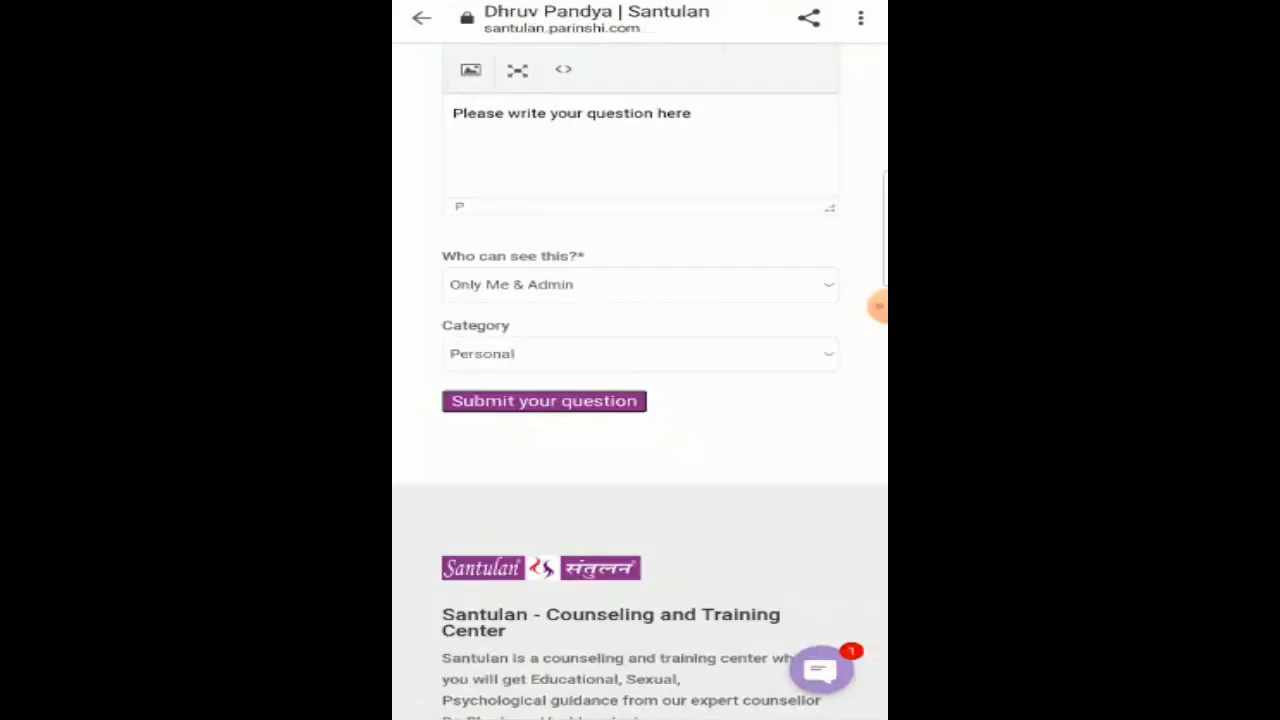 Dhruv Pandya | Santulan
santulan.parinshi.com
Please write your question here
P
Who can see this?*
Only Me & Admin
Category
Personal
Submit your question
Santulan संतुलन
Santulan - Counseling and Training
Center
1
Santulan is a counseling and training center
you will get Educational, Sexual,
Psychological guidance from our expert counsellor